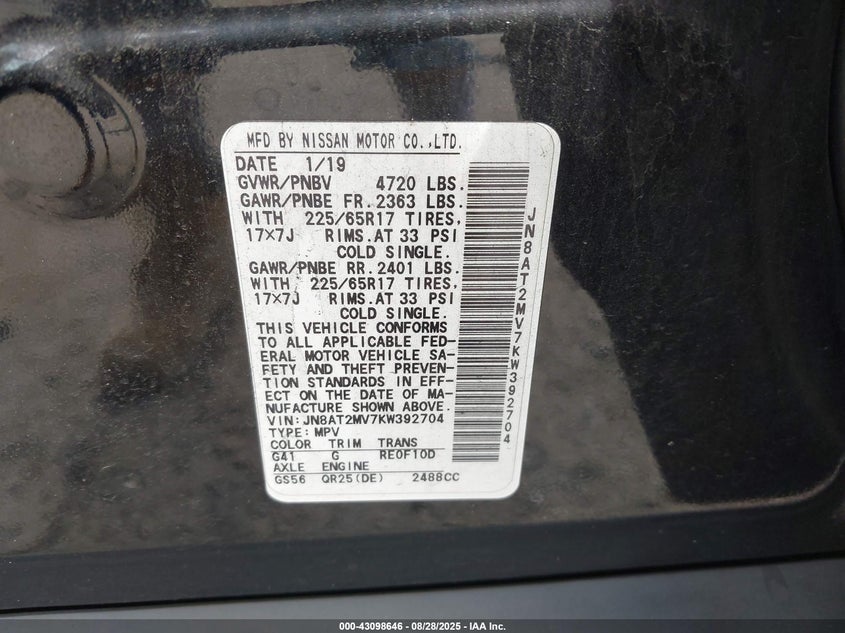 MFD BY NISSAN MOTOR CO.,LTD.
DATE 1/19
GVWR/PNBV 4720 LBS.
GAWR/PNBE FR. 2363 LBS.
WITH 225/65R17 TIRES,
17×7J RIMS.AT 33 PSI
COLD SINGLE.
GAWR/PNBE RR. 2401 LBS.
WITH 225/65R17 TIRES,
17×7J RIMS.AT 33 PSI
COLD SINGLE.
THIS VEHICLE CONFORMS
TO ALL APPLICABLE FED-
ERAL MOTOR VEHICLE SA-
FETY AND THEFT PREVEN-
TION STANDARDS IN EFF-
ECT ON THE DATE OF MA-
NUFACTURE SHOWN ABOVE.
VIN:JN8AT2MV7KW392704
TYPE:MPV
COLOR TRIM TRANS
G41 G RE0F10D
AXLE ENGINE
GS56 QR25(DE) 2488CC
JN8AT2MV7KW392704
000-43098646 / 08/28/2025 - IAA Inc.